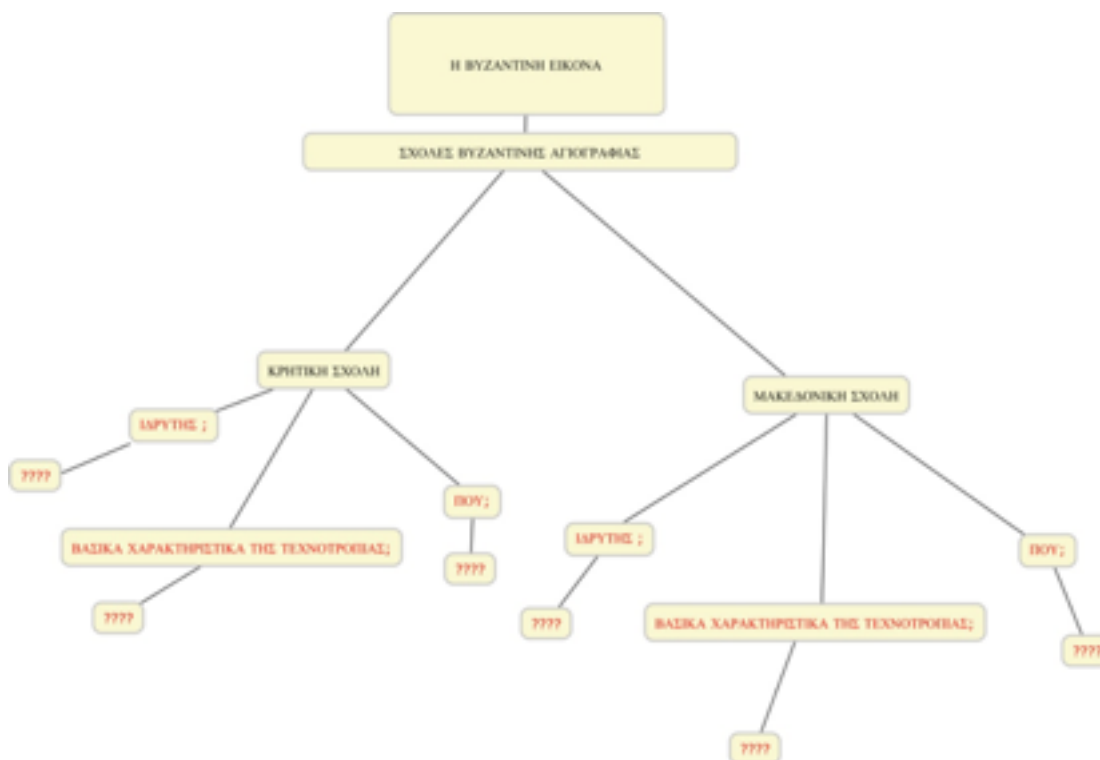 Η ΒΥΖΑΝΤΙΝΗ ΕΙΚΟΝΑ
ΣΧΟΛΕΣ ΒΥΖΑΝΤΙΝΗΣ ΑΓΙΟΓΡΑΦΙΑΣ
ΚΡΗΤΙΚΗ ΣΧΟΛΗ
ΙΔΡΥΤΗΣ ;
????
ΒΑΣΙΚΑ ΧΑΡΑΚΤΗΡΙΣΤΙΚΑ ΤΗΣ ΤΕΧΝΟΤΡΟΠΙΑΣ;
????
ΠΟΥ;
????
ΜΑΚΕΔΟΝΙΚΗ ΣΧΟΛΗ
ΙΔΡΥΤΗΣ ;
????
ΒΑΣΙΚΑ ΧΑΡΑΚΤΗΡΙΣΤΙΚΑ ΤΗΣ ΤΕΧΝΟΤΡΟΠΙΑΣ;
????
ΠΟΥ;
????